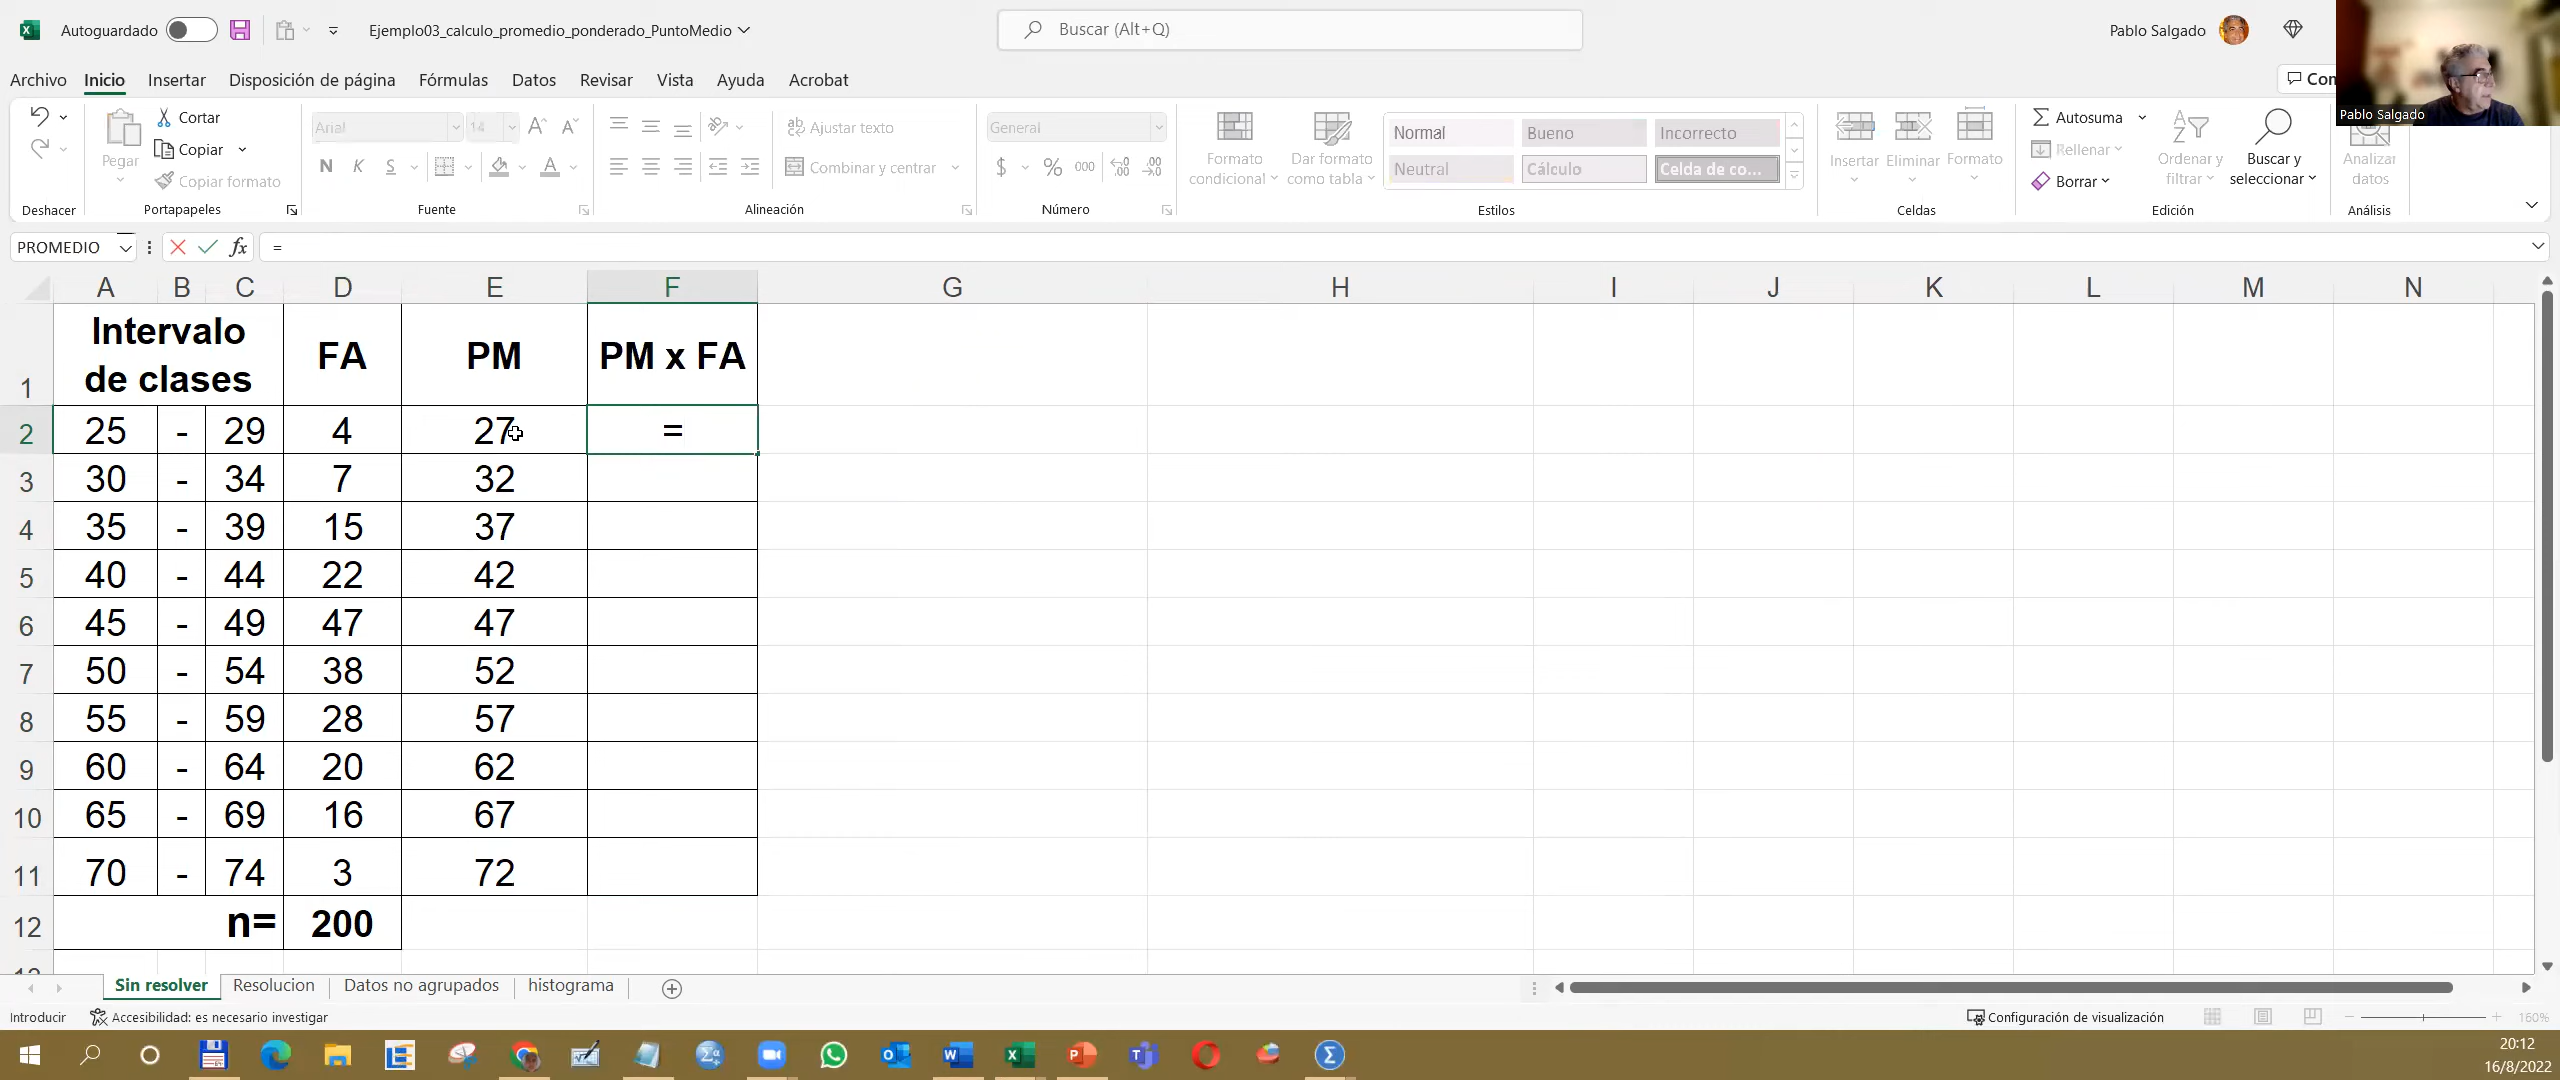 Autoguardado
Ejemplo03_calculo_promedio_ponderado_PuntoMedio
Buscar (Alt+Q)
Pablo Salgado
Archivo Inicio Insertar Disposición de página Fórmulas Datos Revisar Vista Ayuda Acrobat
Con
Pablo Salgado
Pegar
Cortar
Copiar
Copiar formato
Arial 14
N K S
Ajustar texto
Combinar y centrar
General
$ % 000
Formato condicional
Dar formato como tabla
Normal Bueno Incorrecto
Neutral Cálculo Celda de co...
Insertar Eliminar Formato
Autosuma
Rellenar
Borrar
Ordenar y filtrar
Buscar y seleccionar
Analizar datos
Deshacer Portapapeles Fuente Alineación Número Estilos Celdas Edición Análisis
PROMEDIO fx =
A B C D E F G H I J K L M N
1 Intervalo de clases FA PM PM x FA
2 25 - 29 4 27 =
3 30 - 34 7 32
4 35 - 39 15 37
5 40 - 44 22 42
6 45 - 49 47 47
7 50 - 54 38 52
8 55 - 59 28 57
9 60 - 64 20 62
10 65 - 69 16 67
11 70 - 74 3 72
12 n= 200
Sin resolver Resolucion Datos no agrupados histograma
Introducir Accesibilidad: es necesario investigar Configuración de visualización 160%
20:12
16/8/2022